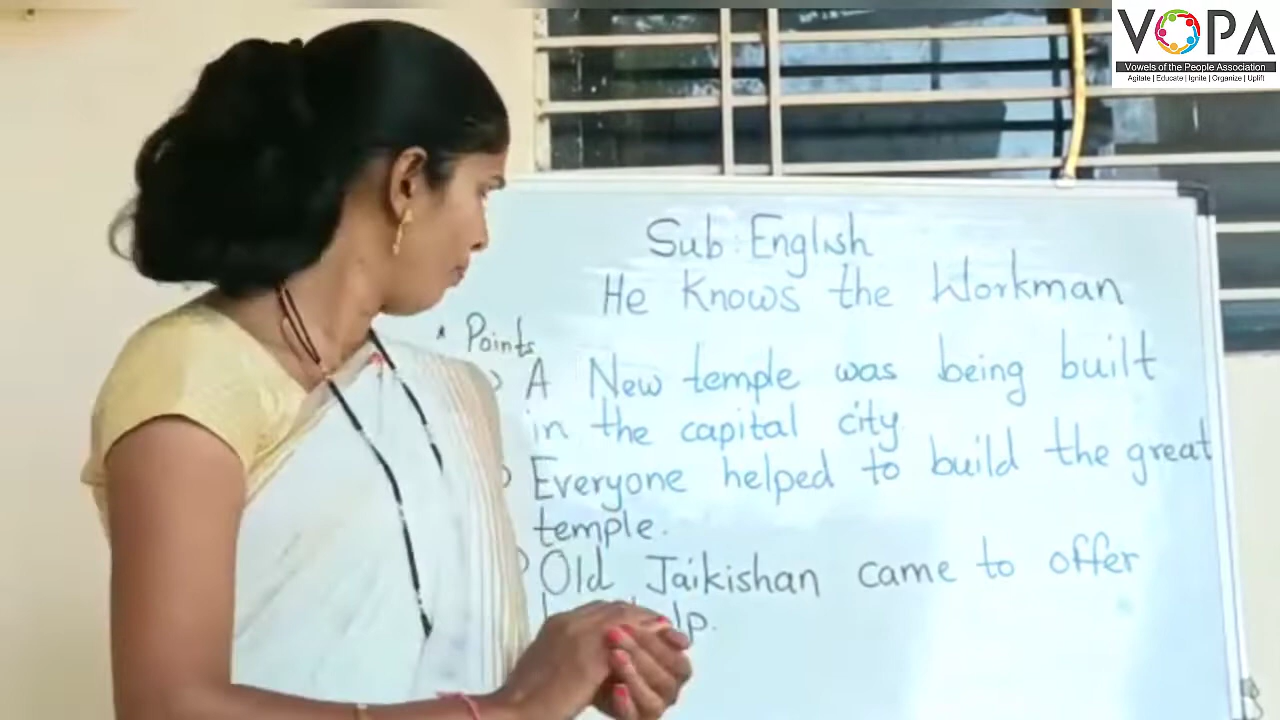 VOPA
Vowels of the People Association
Agitate | Educate | Ignite | Organize | Uplift
Sub : English
He Knows the Workman
* Points
A New temple was being built
in the capital city
Everyone helped to build the great
temple.
Old Jaikishan came to offer